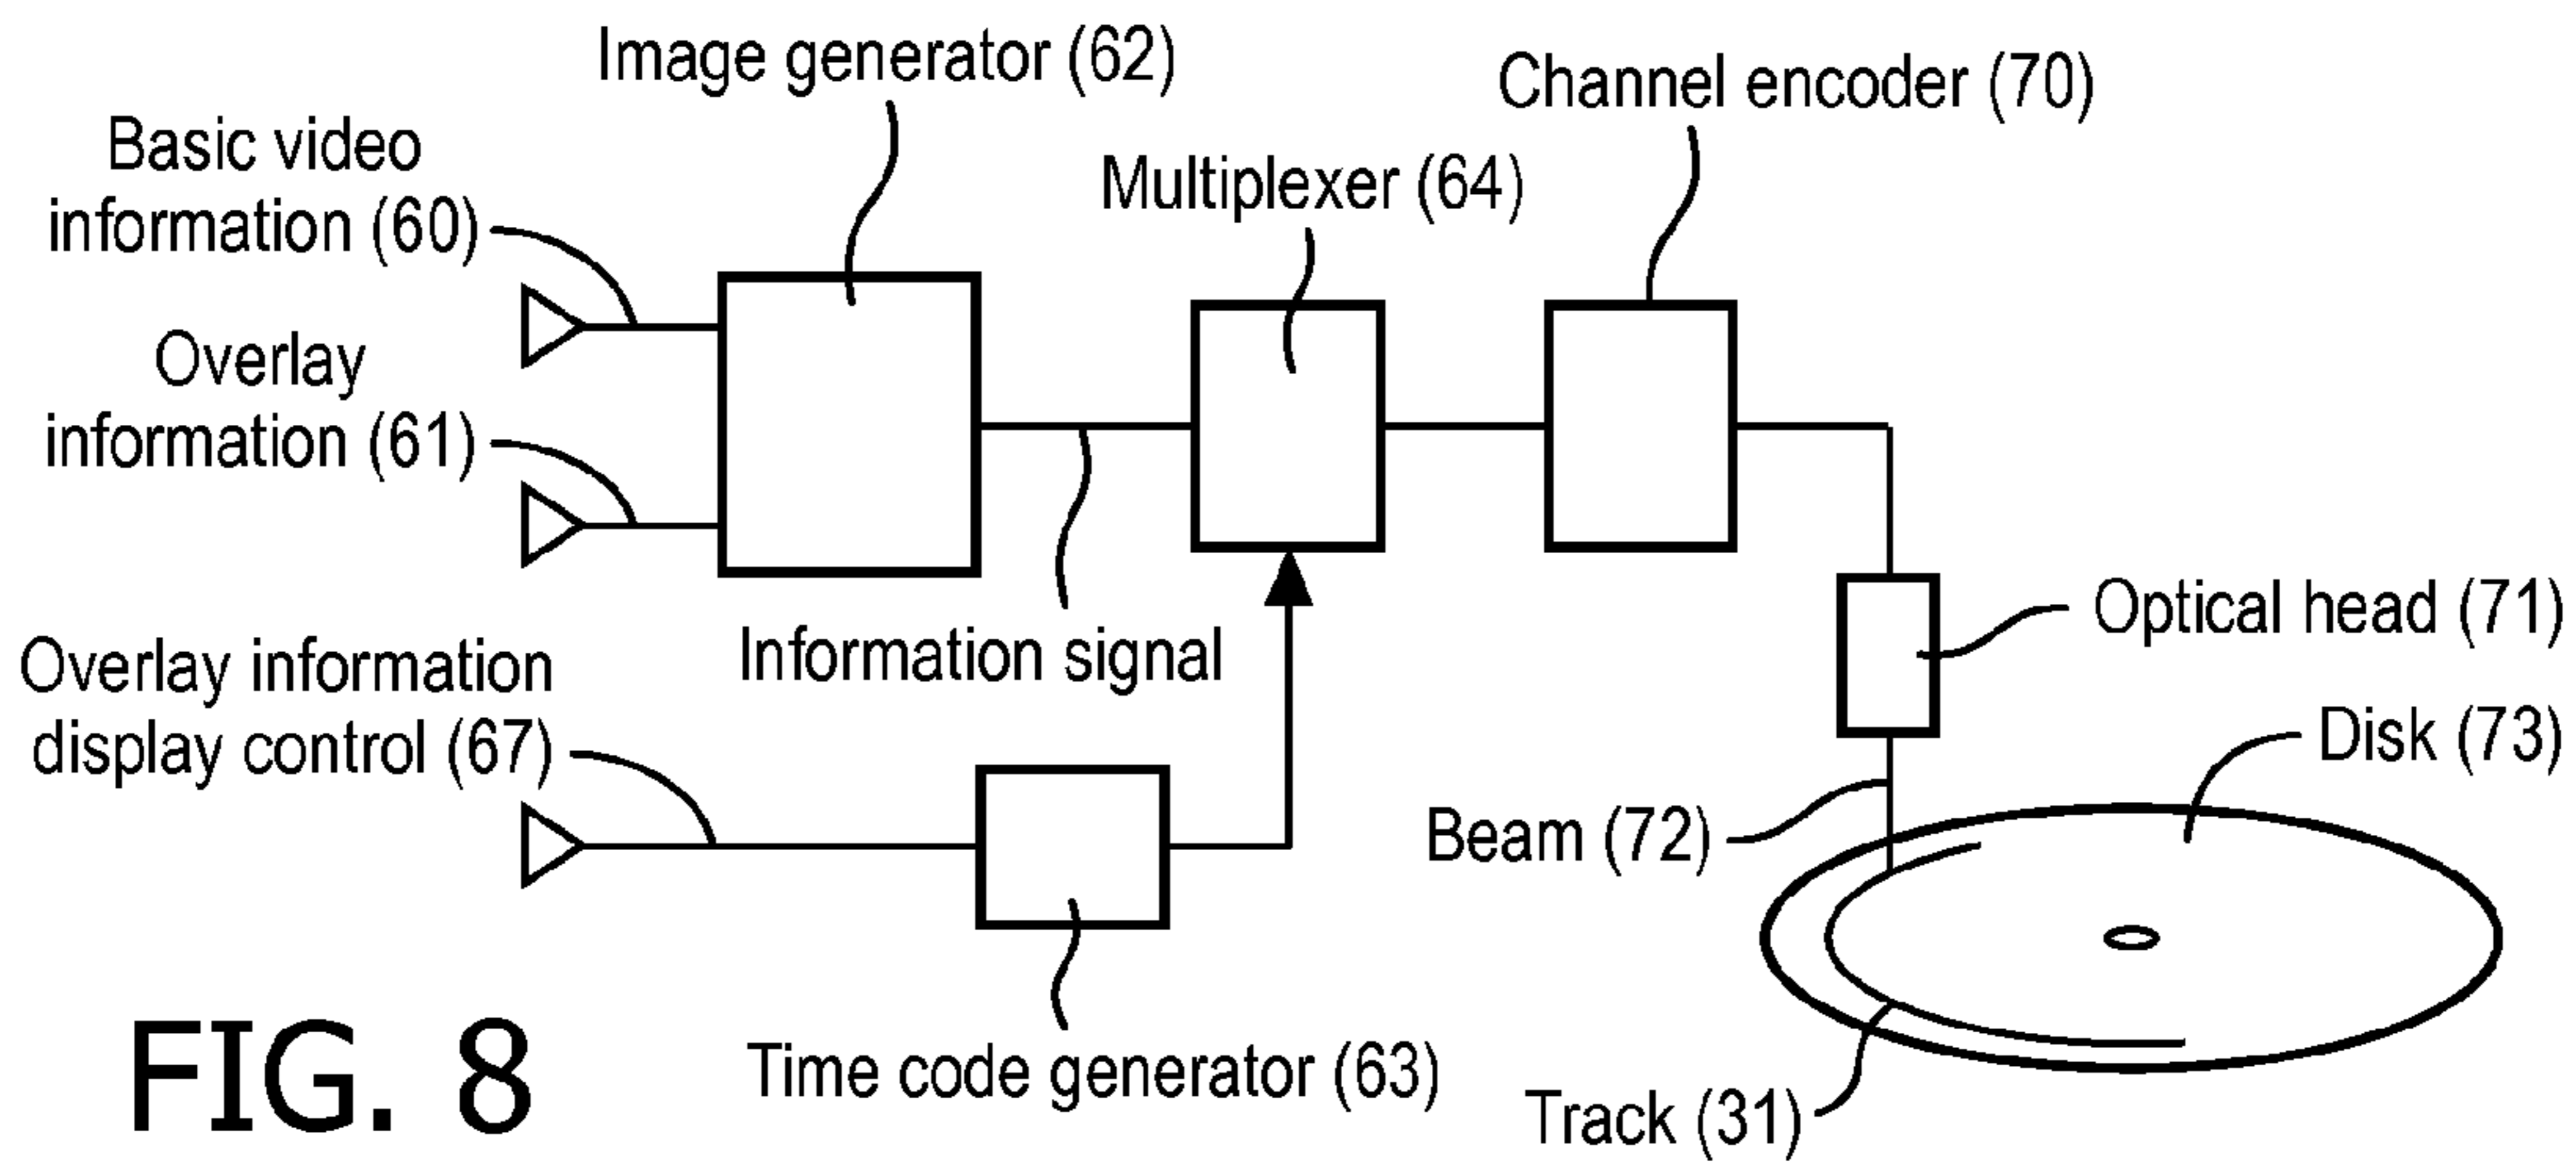 Image generator (62)
Channel encoder (70)
Basic video
information (60)
Multiplexer (64)
Overlay
information (61)
Optical head (71)
Information signal
Overlay information
display control (67)
Disk (73)
Beam (72)
Time code generator (63)
Track (31)
FIG. 8